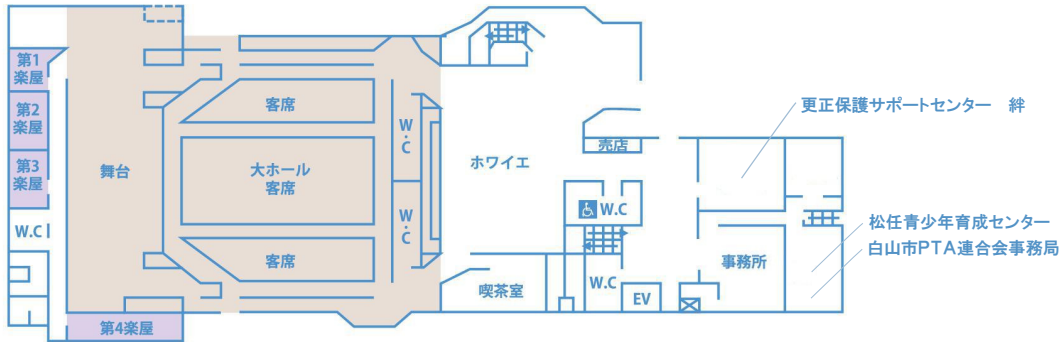 第1
楽屋
第2
楽屋
第3
楽屋
W.C
第4楽屋
舞台
客席
大ホール
客席
客席
W・C
W・C
ホワイエ
喫茶室
売店
W.C
W.C
EV
事務所
更正保護サポートセンター　絆
松任青少年育成センター
白山市PTA連合会事務局